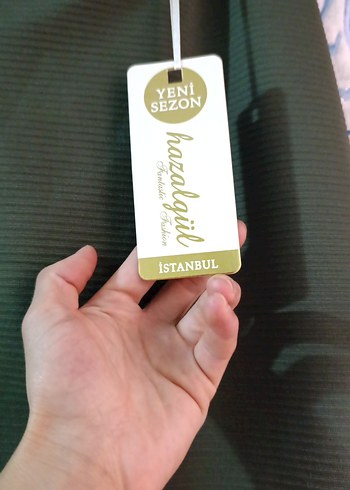 YENİ
SEZON
hazalgül
Fantastic Fashion
İSTANBUL